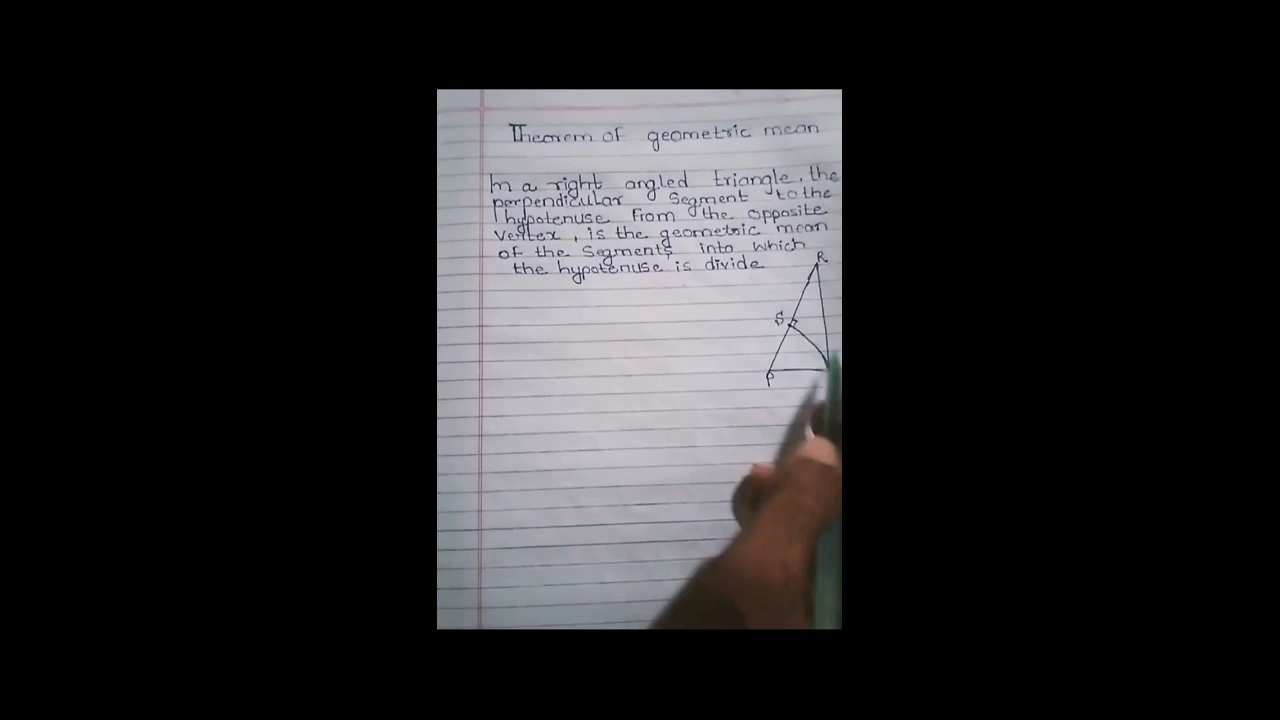 Theorem of geometric mean
In a right angled triangle, the
perpendicular segment to the
hypotenuse from the opposite
vertex, is the geometric mean
of the segments into which
the hypotenuse is divide
R
S
P